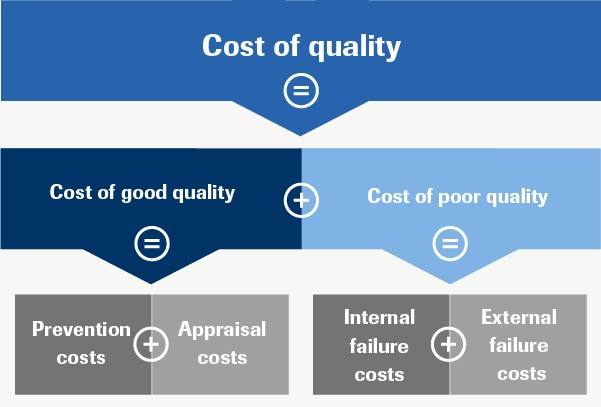 Cost of quality
=
Cost of good quality
+
Cost of poor quality
=
=
Prevention
costs
+
Appraisal
costs
Internal
failure
costs
+
External
failure
costs